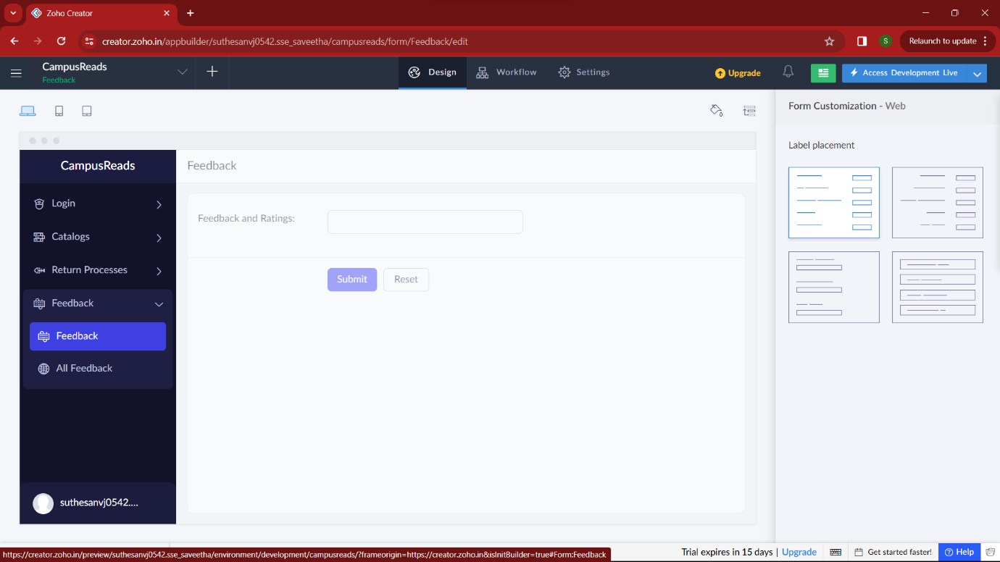 Zoho Creator
creator.zoho.in/appbuilder/suthesanvj0542.sse_saveetha/campusreads/form/Feedback/edit
S
Relaunch to update
CampusReads
Feedback
Design
Workflow
Settings
Upgrade
Access Development Live
Form Customization - Web
Label placement
CampusReads
Login
Catalogs
Return Processes
Feedback
Feedback
All Feedback
suthesanvj0542....
Feedback
Feedback and Ratings:
Submit
Reset
https://creator.zoho.in/preview/suthesanvj0542.sse_saveetha/environment/development/campusreads/?frameorigin=https://creator.zoho.in&isInitBuilder=true#Form:Feedback
Trial expires in 15 days | Upgrade
Get started faster!
Help